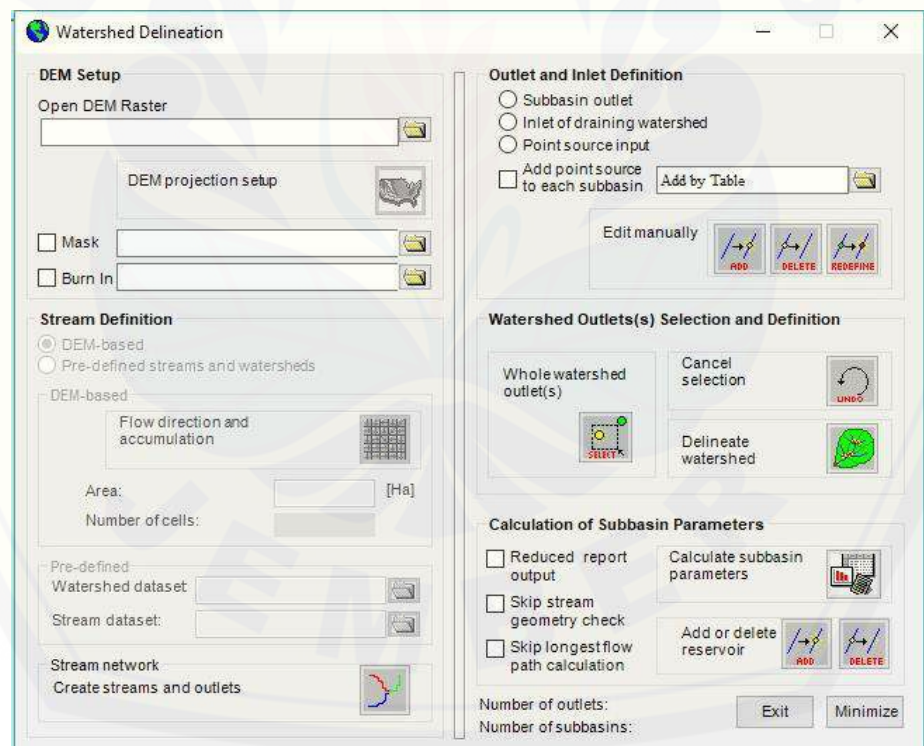 Watershed Delineation
DEM Setup
Open DEM Raster
DEM projection setup
Mask
Burn In
Stream Definition
DEM-based
Pre-defined streams and watersheds
DEM-based
Flow direction and
accumulation
Area:
[Ha]
Number of cells:
Pre-defined
Watershed dataset
Stream dataset:
Stream network
Create streams and outlets
Outlet and Inlet Definition
Subbasin outlet
Inlet of draining watershed
Point source input
Add point source
to each subbasin
Add by Table
Edit manually
ADD
DELETE
REDEFINE
Watershed Outlets(s) Selection and Definition
Whole watershed
outlet(s)
SELECT
Cancel
selection
UNDO
Delineate
watershed
Calculation of Subbasin Parameters
Reduced report
output
Skip stream
geometry check
Skip longest flow
path calculation
Calculate subbasin
parameters
Add or delete
reservoir
ADD
DELETE
Number of outlets:
Number of subbasins:
Exit
Minimize